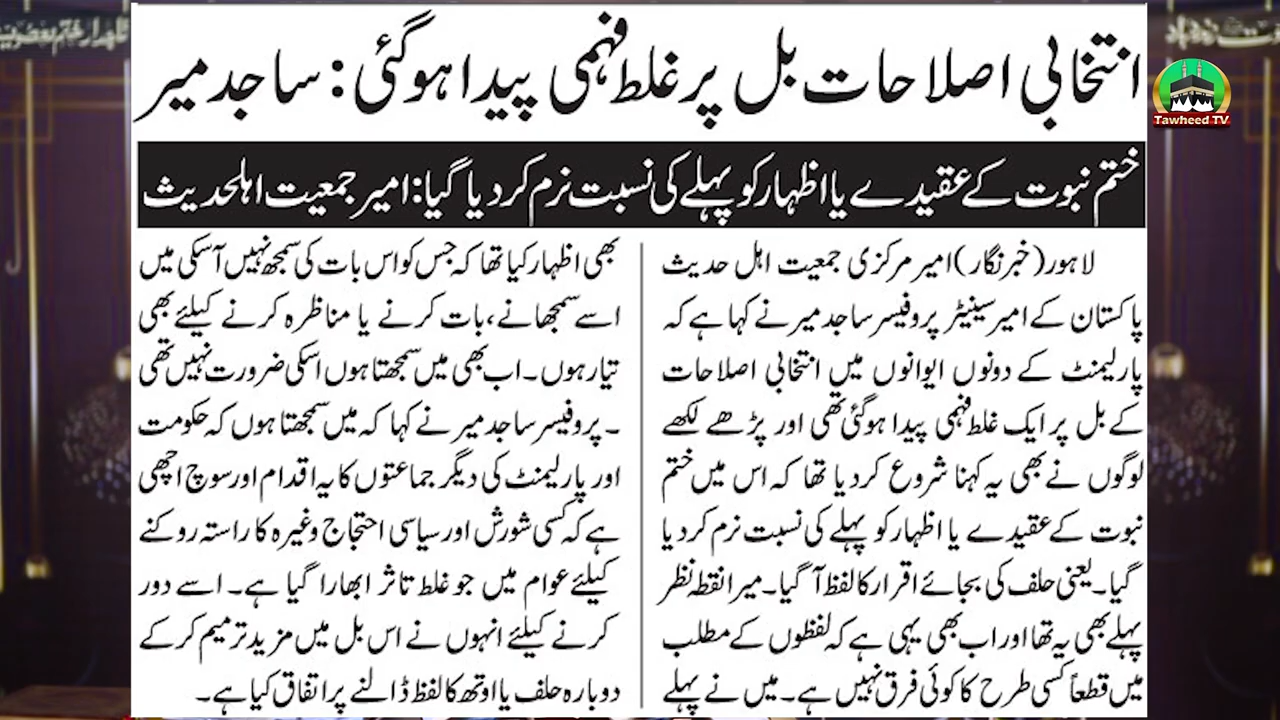 انتخابی اصلاحات بل پر غلط فہمی پیدا ہوگئی: ساجد میر
Tawheed TV
ختم نبوت کے عقیدے یا اظہار کو پہلے کی نسبت نرم کردیا گیا: امیر جمعیت اہلحدیث
لاہور (خبرنگار) امیر مرکزی جمعیت اہل حدیث
پاکستان کے امیر سینیٹر پروفیسر ساجد میر نے کہا ہے کہ
پارلیمنٹ کے دونوں ایوانوں میں انتخابی اصلاحات
کے بل پر ایک غلط فہمی پیدا ہوگئی تھی اور پڑھے لکھے
لوگوں نے بھی یہ کہنا شروع کردیا تھا کہ اس میں ختم
نبوت کے عقیدے یا اظہار کو پہلے کی نسبت نرم کردیا
گیا۔ یعنی حلف کی بجائے اقرار کا لفظ آ گیا۔ میرا نقطہ نظر
پہلے بھی یہ تھا اور اب بھی یہی ہے کہ لفظوں کے مطلب
میں قطعاً کسی طرح کا کوئی فرق نہیں ہے۔ میں نے پہلے
بھی اظہار کیا تھا کہ جس کو اس بات کی سمجھ نہیں آسکی میں
اسے سمجھانے، بات کرنے یا مناظرہ کرنے کیلئے بھی
تیار ہوں۔ اب بھی میں سمجھتا ہوں اسکی ضرورت نہیں تھی
۔ پروفیسر ساجد میر نے کہا کہ میں سمجھتا ہوں کہ حکومت
اور پارلیمنٹ کی دیگر جماعتوں کا یہ اقدام اور سوچ اچھی
ہے کہ کسی شورش اور سیاسی احتجاج وغیرہ کا راستہ روکنے
کیلئے عوام میں جو غلط تاثر ابھارا گیا ہے۔ اسے دور
کرنے کیلئے انہوں نے اس بل میں مزید ترمیم کرکے
دوبارہ حلف یا اوتھ کا لفظ ڈالنے پر اتفاق کیا ہے۔